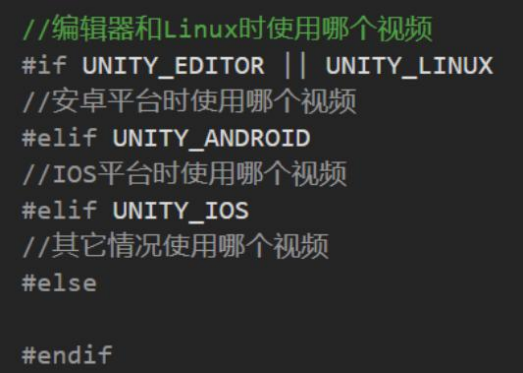 //编辑器和Linux时使用哪个视频
#if UNITY_EDITOR || UNITY_LINUX
//安卓平台时使用哪个视频
#elif UNITY_ANDROID
//IOS平台时使用哪个视频
#elif UNITY_IOS
//其它情况使用哪个视频
#else
#endif